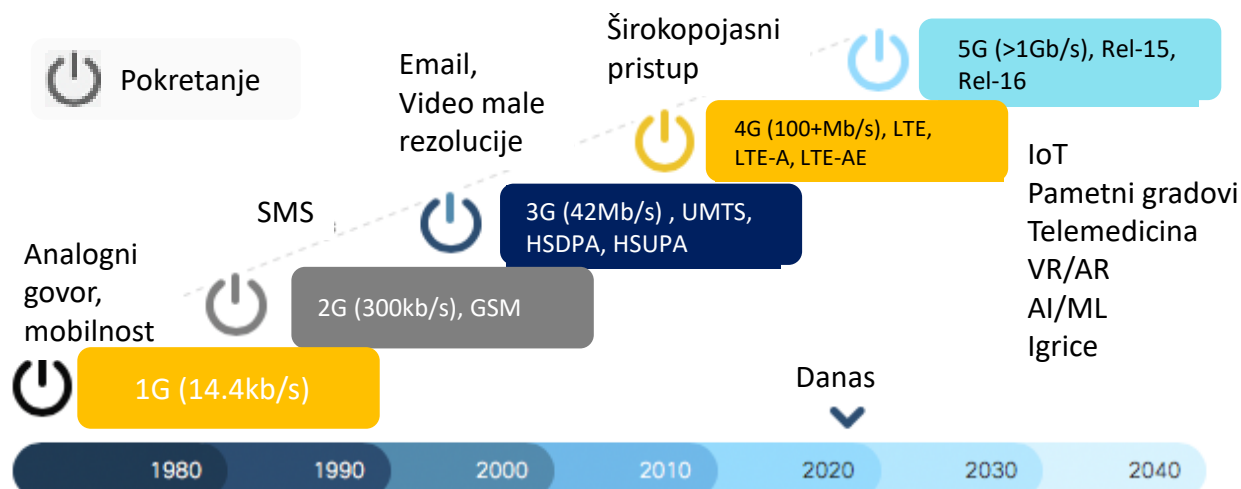 Pokretanje
Analogni
govor,
mobilnost
1G (14.4kb/s)
SMS
2G (300kb/s), GSM
Email,
Video male
rezolucije
3G (42Mb/s) , UMTS,
HSDPA, HSUPA
Širokopojasni
pristup
4G (100+Mb/s), LTE,
LTE-A, LTE-AE
5G (>1Gb/s), Rel-15,
Rel-16
IoT
Pametni gradovi
Telemedicina
VR/AR
AI/ML
Igrice
Danas
1980 1990 2000 2010 2020 2030 2040